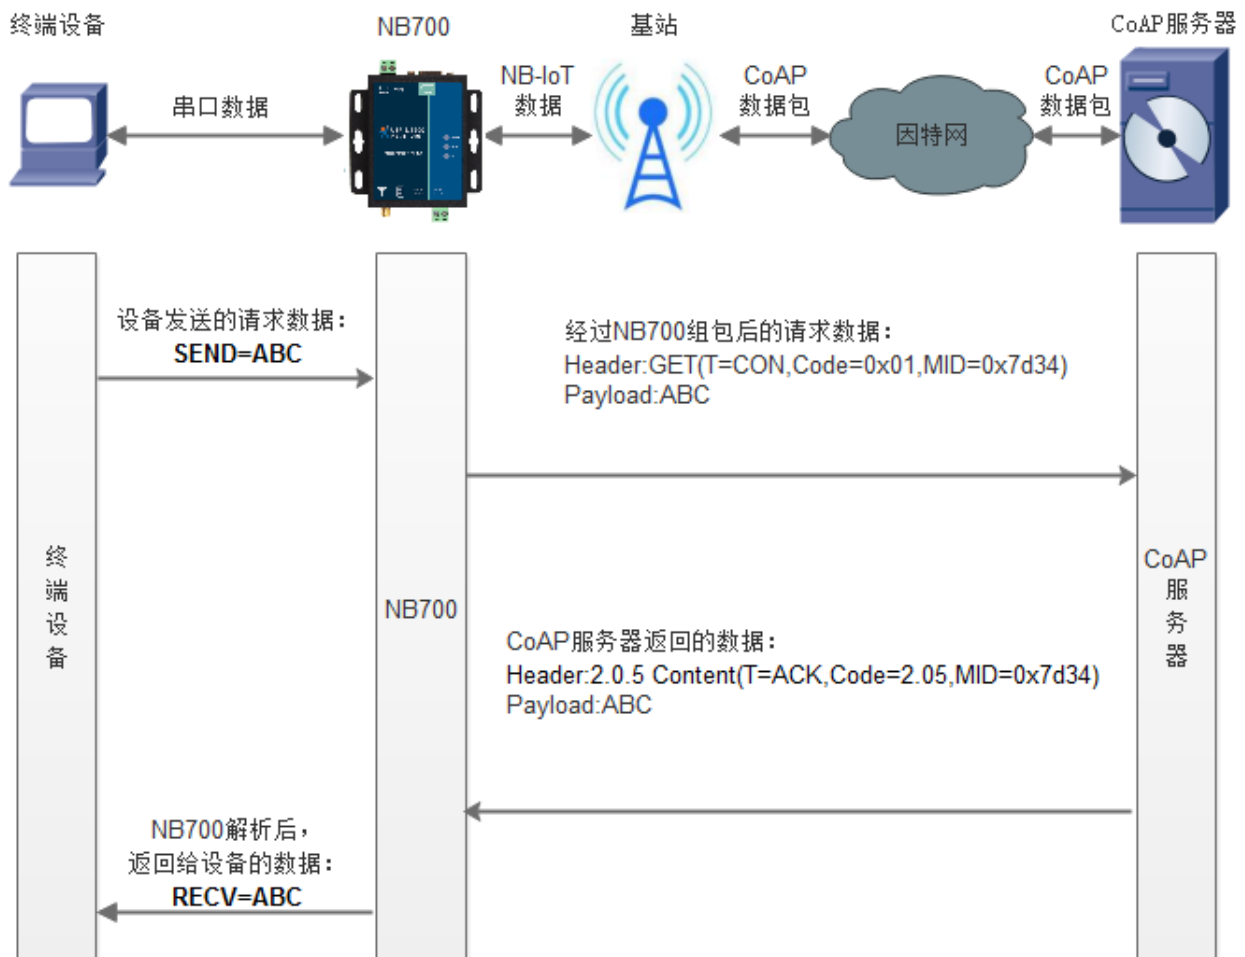 终端设备
NB700
基站
CoAP服务器
串口数据
NB-IoT
数据
CoAP
数据包
因特网
CoAP
数据包
设备发送的请求数据：
SEND=ABC
经过NB700组包后的请求数据：
Header:GET(T=CON,Code=0x01,MID=0x7d34)
Payload:ABC
终
端
设
备
NB700
CoAP
服
务
器
CoAP服务器返回的数据：
Header:2.0.5 Content(T=ACK,Code=2.05,MID=0x7d34)
Payload:ABC
NB700解析后，
返回给设备的数据：
RECV=ABC